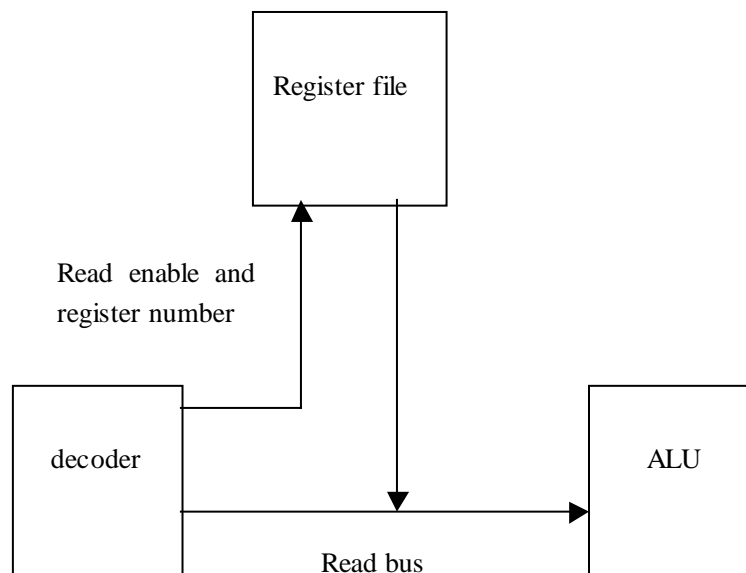 Register file
Read enable and
register number
decoder
ALU
Read bus